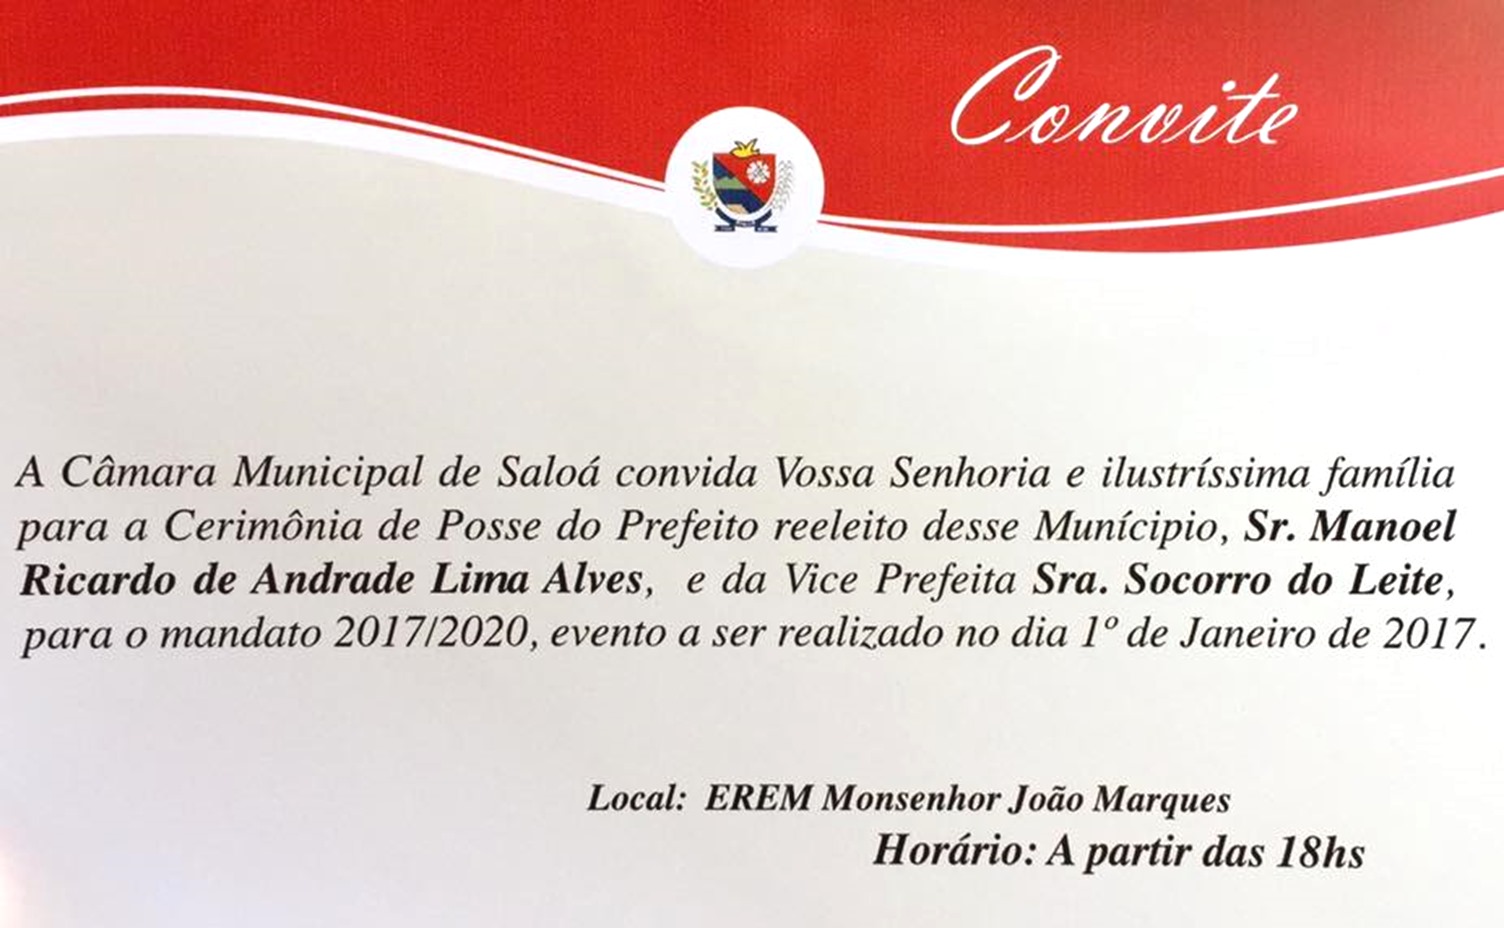 Convite
A Câmara Municipal de Saloá convida Vossa Senhoria e ilustríssima família
para a Cerimônia de Posse do Prefeito reeleito desse Munícipio, Sr. Manoel
Ricardo de Andrade Lima Alves, e da Vice Prefeita Sra. Socorro do Leite,
para o mandato 2017/2020, evento a ser realizado no dia 1º de Janeiro de 2017.
Local: EREM Monsenhor João Marques
Horário: A partir das 18hs